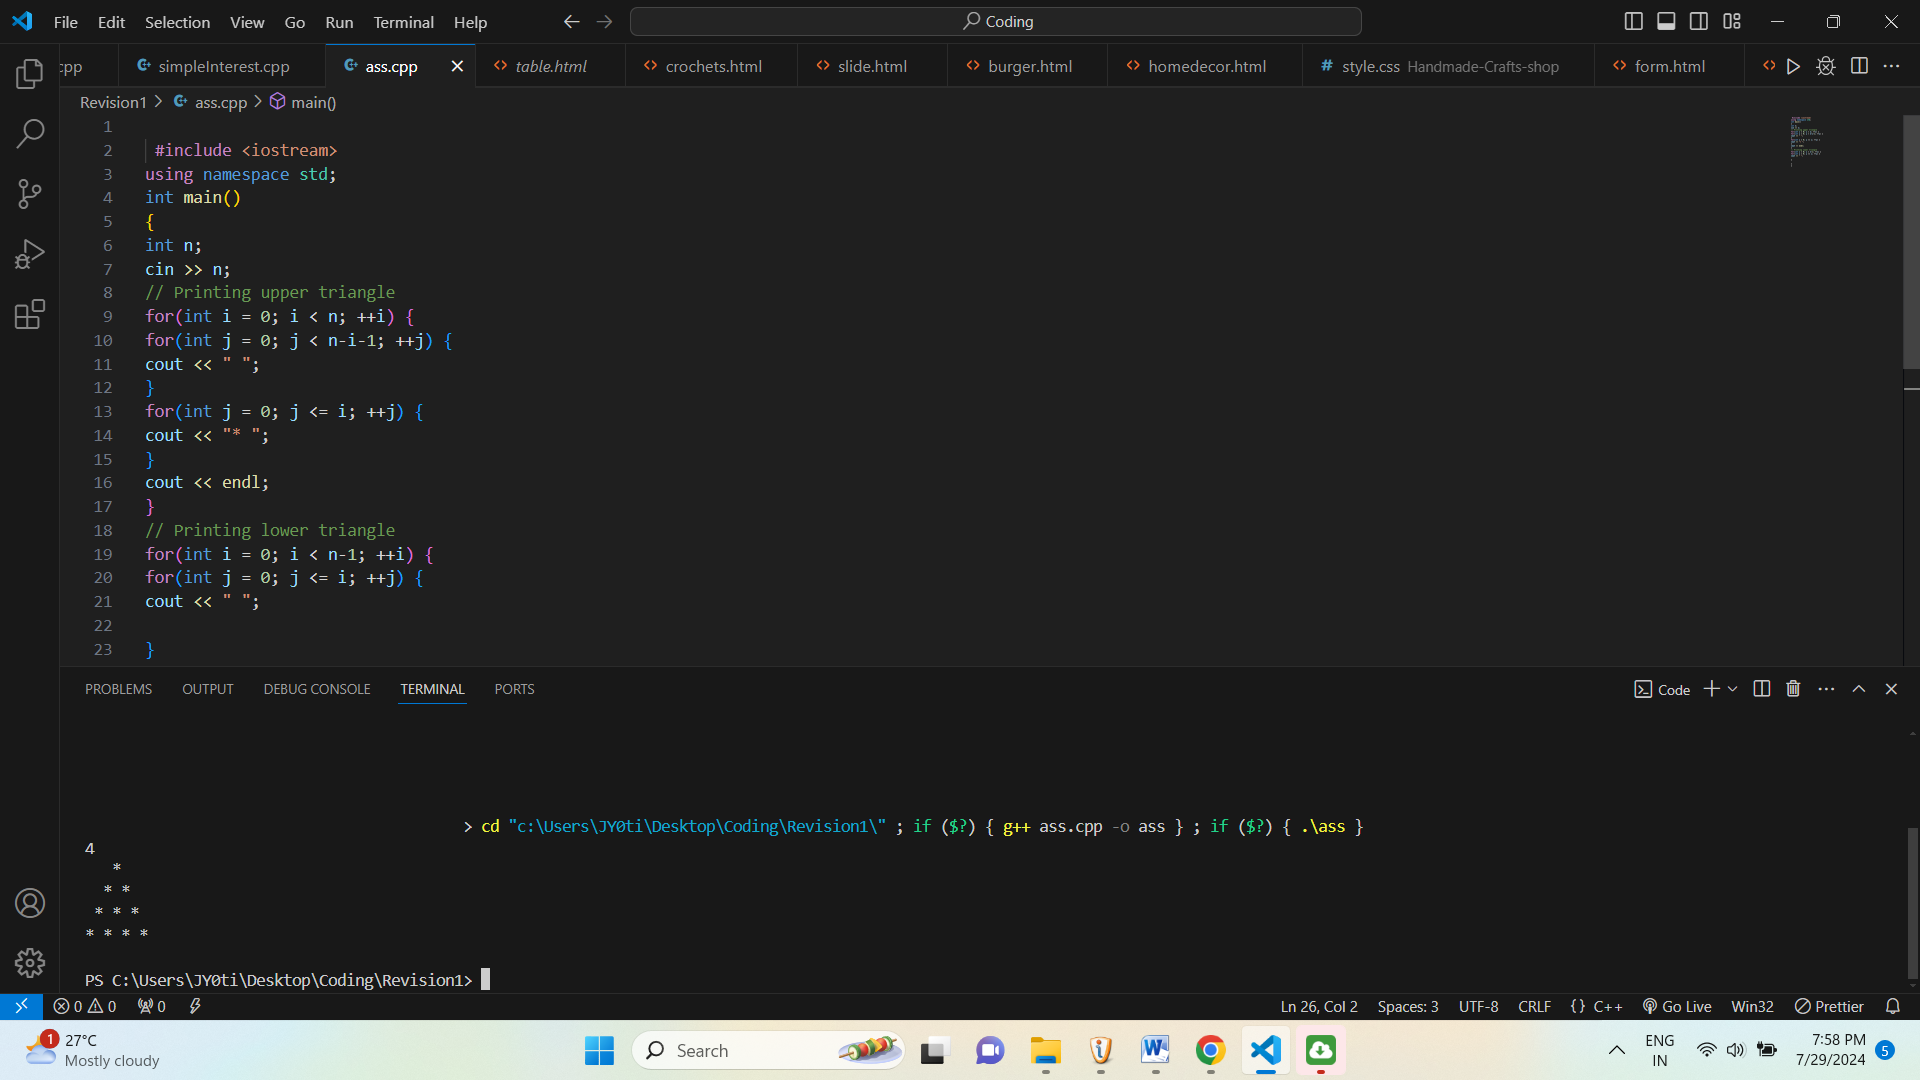 File Edit Selection View Go Run Terminal Help Coding
cpp simpleInterest.cpp ass.cpp table.html crochets.html slide.html burger.html homedecor.html style.css Handmade-Crafts-shop form.html
Revision1 > ass.cpp > main()
1
2 #include <iostream>
3 using namespace std;
4 int main()
5 {
6 int n;
7 cin >> n;
8 // Printing upper triangle
9 for(int i = 0; i < n; ++i) {
10 for(int j = 0; j < n-i-1; ++j) {
11 cout << " ";
12 }
13 for(int j = 0; j <= i; ++j) {
14 cout << "* ";
15 }
16 cout << endl;
17 }
18 // Printing lower triangle
19 for(int i = 0; i < n-1; ++i) {
20 for(int j = 0; j <= i; ++j) {
21 cout << " ";
22
23 }
PROBLEMS OUTPUT DEBUG CONSOLE TERMINAL PORTS Code
> cd "c:\Users\JY0ti\Desktop\Coding\Revision1\" ; if ($?) { g++ ass.cpp -o ass } ; if ($?) { .\ass }
4
*
* *
* * *
* * * *
PS C:\Users\JY0ti\Desktop\Coding\Revision1>
0 0 0 Ln 26, Col 2 Spaces: 3 UTF-8 CRLF {} C++ Go Live Win32 Prettier
1 27°C
Mostly cloudy
Search
ENG
IN
7:58 PM
7/29/2024
5